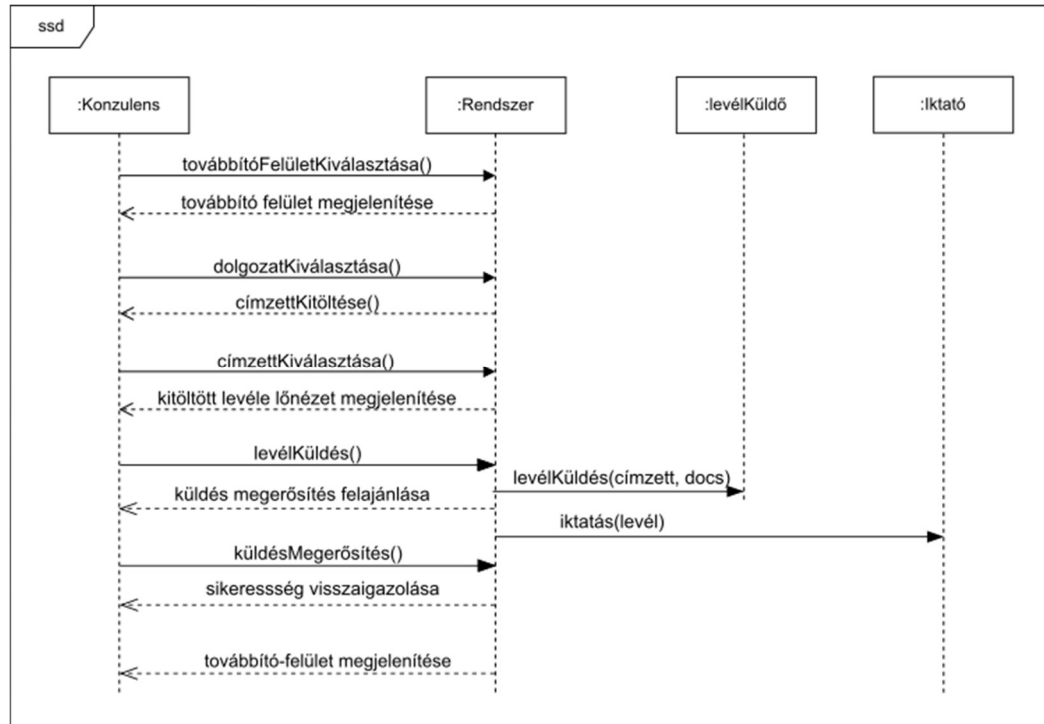 ssd
:Konzulens
:Rendszer
:levélKüldő
:Iktató
továbbítóFelületKiválasztása()
továbbító felület megjelenítése
dolgozatKiválasztása()
címzettKitöltése()
címzettKiválasztása()
kitöltött levéle lőnézet megjelenítése
levélKüldés()
levélKüldés(címzett, docs)
küldés megerősítés felajánlása
iktatás(levél)
küldésMegerősítés()
sikeressség visszaigazolása
továbbító-felület megjelenítése